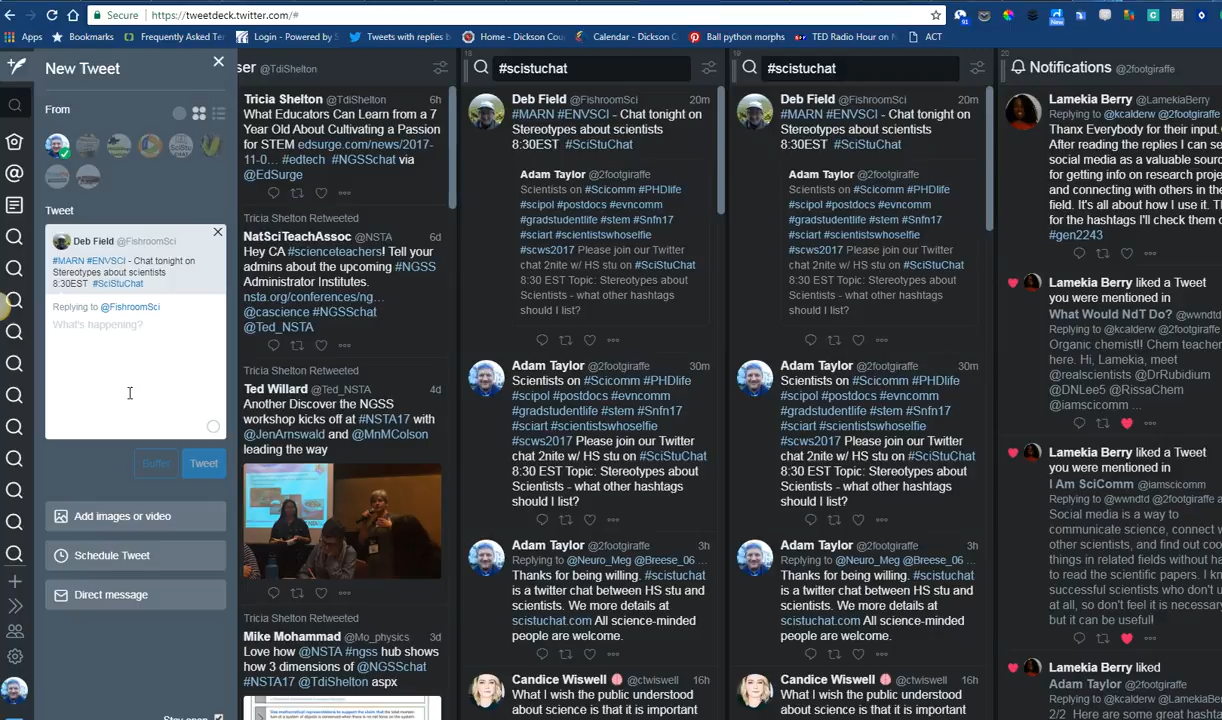 Secure
https://tweetdeck.twitter.com/#
Apps
Bookmarks
Frequently Asked Ter
Login - Powered by S
Tweets with replies b
Home - Dickson Cou
Calendar - Dickson C
Ball python morphs
TED Radio Hour on N
ACT
New Tweet
From
Tweet
Deb Field @FishroomSci
#MARN #ENVSCI - Chat tonight on
Stereotypes about scientists
8:30EST #SciStuChat
Replying to @FishroomSci
What's happening?
Buffer
Tweet
Add images or video
Schedule Tweet
Direct message
Stay open
ser @TdiShelton
Tricia Shelton @TdiShelton 6h
What Educators Can Learn from a
7 Year Old About Cultivating a Passion
for STEM edsurge.com/news/2017-
11-0… #edtech #NGSSchat via
@EdSurge
Tricia Shelton Retweeted
NatSciTeachAssoc @NSTA 6d
Hey CA #scienceteachers! Tell your
admins about the upcoming #NGSS
Administrator Institutes.
nsta.org/conferences/ng…
@cascience #NGSSchat
@Ted_NSTA
Tricia Shelton Retweeted
Ted Willard @Ted_NSTA 4d
Another Discover the NGSS
workshop kicks off at #NSTA17 with
@JenArnswald and @MnMColson
leading the way
Tricia Shelton Retweeted
Mike Mohammad @Mo_physics 3d
Love how @NSTA #ngss hub shows
how 3 dimensions of @NGSSchat
#NSTA17 @TdiShelton aspx
18
#scistuchat
Deb Field @FishroomSci 20m
#MARN #ENVSCI - Chat tonight on
Stereotypes about scientists
8:30EST #SciStuChat
Adam Taylor @2footgiraffe
Scientists on #Scicomm #PHDlife
#scipol #postdocs #evncomm
#gradstudentlife #stem #Snfn17
#sciart #scientistswhoselfie
#scws2017 Please join our Twitter
chat 2nite w/ HS stu on #SciStuChat
8:30 EST Topic: Stereotypes about
Scientists - what other hashtags
should I list?
Adam Taylor @2footgiraffe 30m
Scientists on #Scicomm #PHDlife
#scipol #postdocs #evncomm
#gradstudentlife #stem #Snfn17
#sciart #scientistswhoselfie
#scws2017 Please join our Twitter
chat 2nite w/ HS stu on #SciStuChat
8:30 EST Topic: Stereotypes about
Scientists - what other hashtags
should I list?
Adam Taylor @2footgiraffe 3h
Replying to @Neuro_Meg @Breese_06 …
Thanks for being willing. #scistuchat
is a twitter chat between HS stu and
scientists. We more details at
scistuchat.com All science-minded
people are welcome.
Candice Wiswell @ctwiswell 16h
What I wish the public understood
about science is that it is important
19
#scistuchat
Deb Field @FishroomSci 20m
#MARN #ENVSCI - Chat tonight on
Stereotypes about scientists
8:30EST #SciStuChat
Adam Taylor @2footgiraffe
Scientists on #Scicomm #PHDlife
#scipol #postdocs #evncomm
#gradstudentlife #stem #Snfn17
#sciart #scientistswhoselfie
#scws2017 Please join our Twitter
chat 2nite w/ HS stu on #SciStuChat
8:30 EST Topic: Stereotypes about
Scientists - what other hashtags
should I list?
Adam Taylor @2footgiraffe 30m
Scientists on #Scicomm #PHDlife
#scipol #postdocs #evncomm
#gradstudentlife #stem #Snfn17
#sciart #scientistswhoselfie
#scws2017 Please join our Twitter
chat 2nite w/ HS stu on #SciStuChat
8:30 EST Topic: Stereotypes about
Scientists - what other hashtags
should I list?
Adam Taylor @2footgiraffe 3h
Replying to @Neuro_Meg @Breese_06 …
Thanks for being willing. #scistuchat
is a twitter chat between HS stu and
scientists. We more details at
scistuchat.com All science-minded
people are welcome.
Candice Wiswell @ctwiswell 16h
What I wish the public understood
about science is that it is important
20
Notifications @2footgiraffe
Lamekia Berry @LamekiaBerry
Replying to @kcalderw @2footgiraffe
Thanx Everybody for their input.
After reading the replies I can se
social media as a valuable sourc
for getting info on research proje
and connecting with others in the
field. It's all about how I use it. T
for the hashtags I'll check them o
#gen2243
Lamekia Berry liked a Tweet
you were mentioned in
What Would NdT Do? @wwndtd
Replying to @kcalderw @2footgiraffe
Organic chemist!! Chem teacher
here. Hi, Lamekia, meet
@realscientists @DrRubidium
@DNLee5 @RissaChem
@iamscicomm …
Lamekia Berry liked a Tweet
you were mentioned in
I Am SciComm @iamscicomm
Replying to @wwndtd @2footgiraffe
Social media is a way to
communicate science, connect w
other scientists, and find out coo
things in related fields without ha
to read the scientific papers. I kn
successful scientists who don't u
at all, so don't feel it is necessar
but it can be useful!
Lamekia Berry liked
Adam Taylor @2footgiraffe
Replying to @kcalderw @LamekiaBerr
2/2 Here are some great hashta